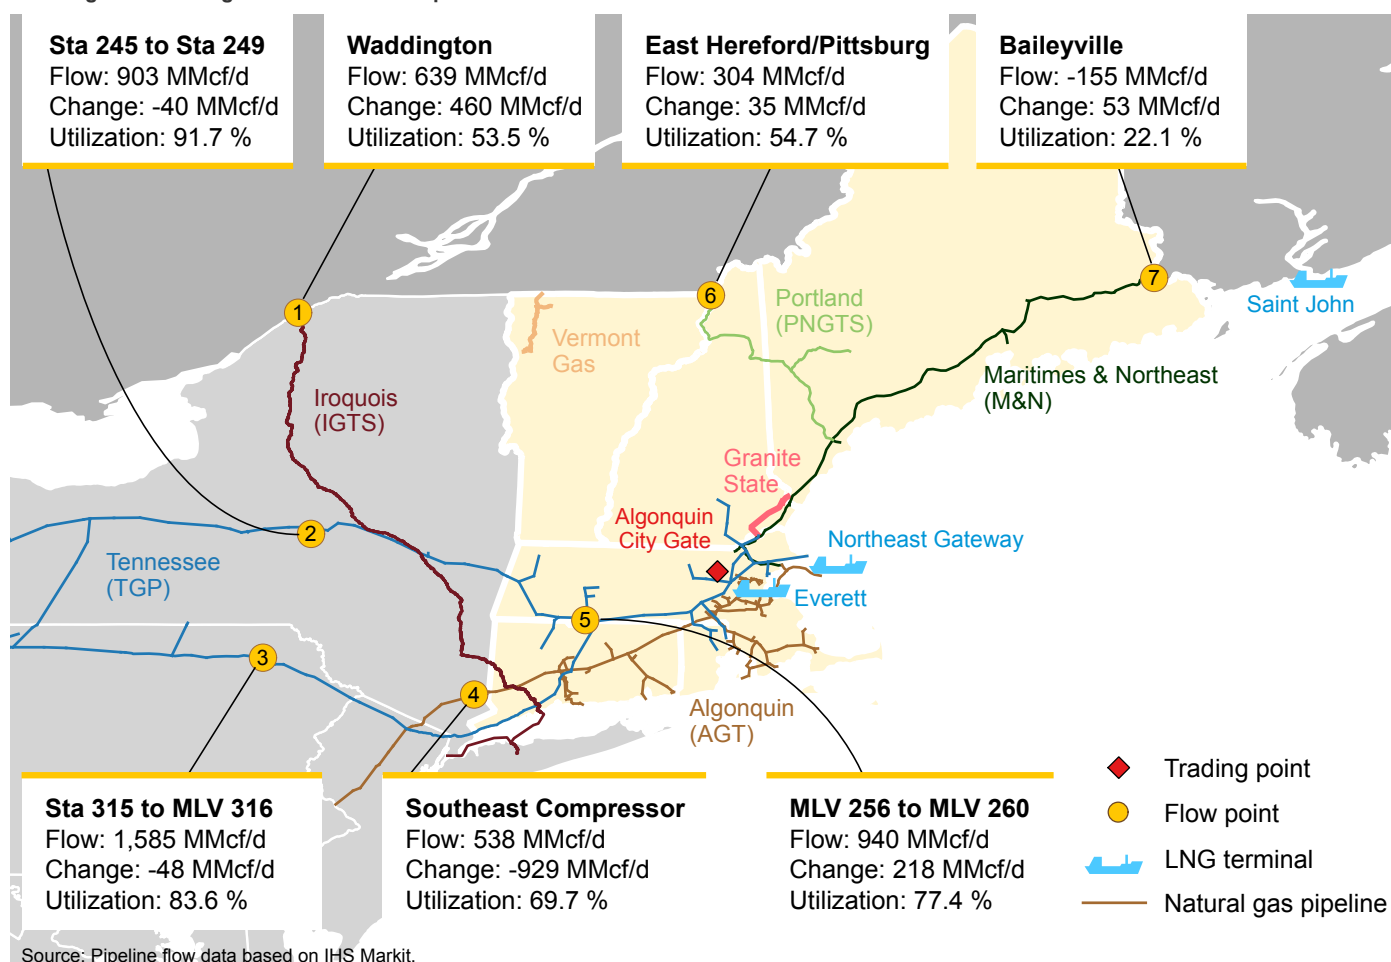 Sta 245 to Sta 249
Flow: 903 MMcf/d
Change: -40 MMcf/d
Utilization: 91.7 %
Waddington
Flow: 639 MMcf/d
Change: 460 MMcf/d
Utilization: 53.5 %
East Hereford/Pittsburg
Flow: 304 MMcf/d
Change: 35 MMcf/d
Utilization: 54.7 %
Baileyville
Flow: -155 MMcf/d
Change: 53 MMcf/d
Utilization: 22.1 %
1
6
7
Portland
(PNGTS)
Saint John
Vermont
Gas
Maritimes & Northeast
(M&N)
Iroquois
(IGTS)
Granite
State
Algonquin
City Gate
2
Northeast Gateway
Tennessee
(TGP)
Everett
5
3
4
Algonquin
(AGT)
Sta 315 to MLV 316
Flow: 1,585 MMcf/d
Change: -48 MMcf/d
Utilization: 83.6 %
Southeast Compressor
Flow: 538 MMcf/d
Change: -929 MMcf/d
Utilization: 69.7 %
MLV 256 to MLV 260
Flow: 940 MMcf/d
Change: 218 MMcf/d
Utilization: 77.4 %
Trading point
Flow point
LNG terminal
Natural gas pipeline
Source: Pipeline flow data based on IHS Markit.